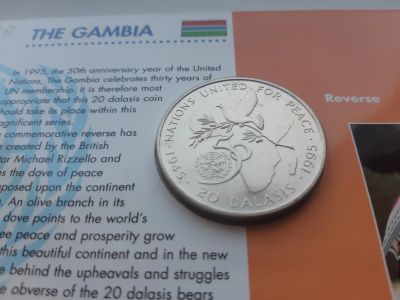 THE GAMBIA
In 1995, the 50th anniversary year of the United
Nations, The Gambia celebrates thirty years of
UN membership. It is therefore most
appropriate that this 20 dalasis coin
should take its place within this
magnificent series.
commemorative reverse has
created by the British
Michael Rizzello and
the dove of peace
upon the continent
An olive branch in its
dove points to the world's
peace and prosperity grow
this beautiful continent and in the new
behind the upheavals and struggles
obverse of the 20 dalasis bears
NATIONS UNITED FOR PEACE
1945 · 20 DALASIS · 1995
50
Reverse